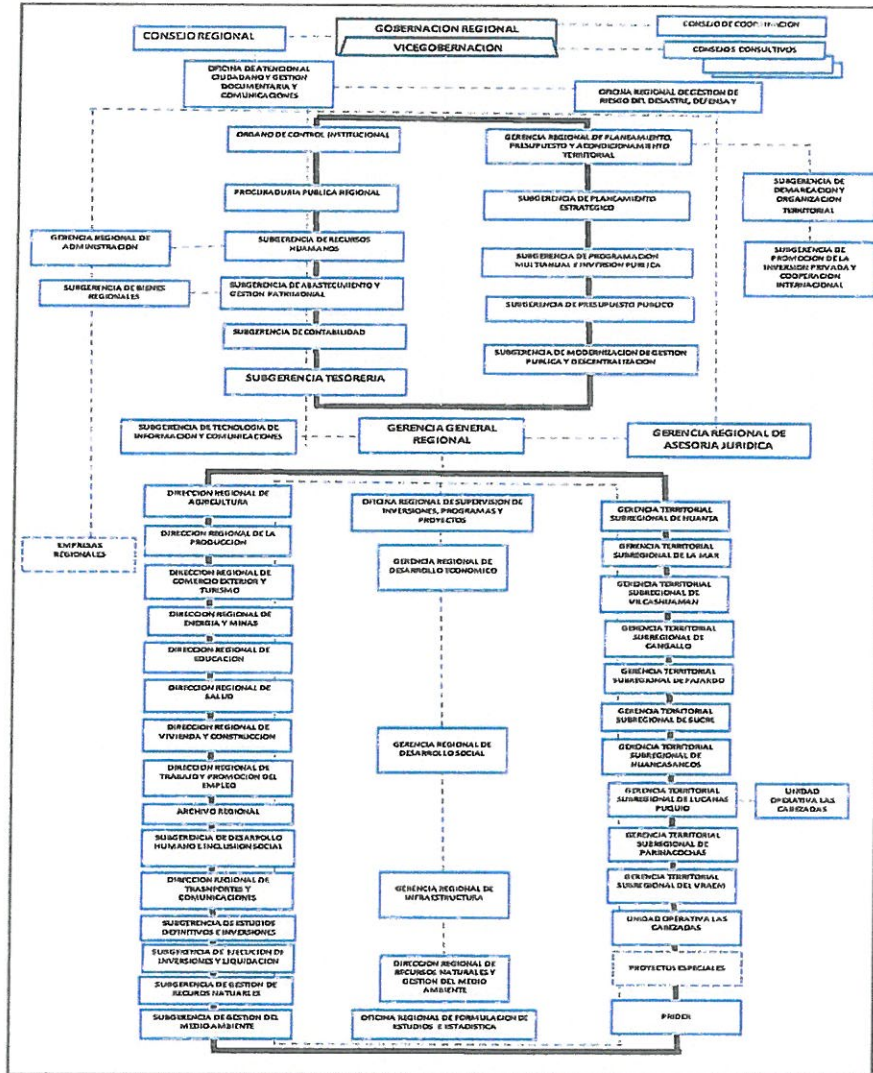 GOBERNACION REGIONAL
VICEGOBERNACION
CONSEJO REGIONAL
CONSEJO DE COORDINACION
CONSEJOS CONSULTIVOS
OFICINA DE ATENCION AL
CIUDADANO Y GESTION
DOCUMENTARIA Y
COMUNICACIONES
OFICINA REGIONAL DE GESTION DE
RIESGO DEL DESASTRE, DEFENSA Y
ORGANO DE CONTROL INSTITUCIONAL
GERENCIA REGIONAL DE PLANEAMIENTO,
PRESUPUESTO Y ACONDICIONAMIENTO
TERRITORIAL
PROCURADURIA PUBLICA REGIONAL
SUBGERENCIA DE PLANEAMIENTO
ESTRATÉGICO
SUBGERENCIA DE
DEMARCACION Y
ORGANIZACIÓN
TERRITORIAL
GERENCIA REGIONAL DE
ADMINISTRACIÓN
SUBGERENCIA DE RECURSOS
HUMANOS
SUBGERENCIA DE PROGRAMACION
MULTIANUAL E INVERSION PUBLICA
SUBGERENCIA DE
PROMOCION DE LA
INVERSION PRIVADA Y
COOPERACION
INTERNACIONAL
SUBGERENCIA DE BIENES
REGIONALES
SUBGERENCIA DE ABASTECIMIENTO Y
GESTION PATRIMONIAL
SUBGERENCIA DE PRESUPUESTO PUBLICO
SUBGERENCIA DE CONTABILIDAD
SUBGERENCIA DE MODERNIZACION DE GESTION
PUBLICA Y DESCENTRALIZACIÓN
SUBGERENCIA TESORERIA
SUBGERENCIA DE TECNOLOGIA DE
INFORMACION Y COMUNICACIONES
GERENCIA GENERAL
REGIONAL
GERENCIA REGIONAL DE
ASESORIA JURIDICA
DIRECCION REGIONAL DE
AGRICULTURA
DIRECCION REGIONAL DE LA
PRODUCCION
EMPRESAS
REGIONALES
DIRECCION REGIONAL DE
COMERCIO EXTERIOR Y
TURISMO
DIRECCION REGIONAL DE
ENERGIA Y MINAS
DIRECCION REGIONAL DE
EDUCACION
DIRECCION REGIONAL DE
SALUD
DIRECCION REGIONAL DE
VIVIENDA Y CONSTRUCCION
DIRECCION REGIONAL DE
TRABAJO Y PROMOCION DEL
EMPLEO
ARCHIVO REGIONAL
SUBGERENCIA DE DESARROLLO
HUMANO E INCLUSION SOCIAL
DIRECCION REGIONAL DE
TRASPORTES Y
COMUNICACIONES
SUBGERENCIA DE ESTUDIOS
DEFINITIVOS E INVERSIONES
SUBGERENCIA DE EJECUCION DE
INVERSIONES Y LIQUIDACION
SUBGERENCIA DE GESTION DE
RECUROS NATURALES
SUBGERENCIA DE GESTION DEL
MEDIO AMBIENTE
OFICINA REGIONAL DE SUPERVISION DE
INVERSIONES, PROGRAMAS Y
PROYECTOS
GERENCIA REGIONAL DE
DESARROLLO ECONOMICO
GERENCIA REGIONAL DE
DESARROLLO SOCIAL
GERENCIA REGIONAL DE
INFRAESTRUCTURA
DIRECCION REGIONAL DE
RECURSOS NATURALES Y
GESTION DEL MEDIO
AMBIENTE
OFICINA REGIONAL DE FORMULACION DE
ESTUDIOS E ESTADISTICA
GERENCIA TERRITORIAL
SUBREGIONAL DE HUANTA
GERENCIA TERRITORIAL
SUBREGIONAL DE LA MAR
GERENCIA TERRITORIAL
SUBREGIONAL DE
VILCASHUAMAN
GERENCIA TERRITORIAL
SUBREGIONAL DE
CANGALLO
GERENCIA TERRITORIAL
SUBREGIONAL DE FAJARDO
GERENCIA TERRITORIAL
SUBREGIONAL DE SUCRE
GERENCIA TERRITORIAL
SUBREGIONAL DE
HUANCASANCOS
GERENCIA TERRITORIAL
SUBREGIONAL DE LUCANAS
PUQUIO
UNIDAD
OPERATIVA LAS
CABEZADAS
GERENCIA TERRITORIAL
SUBREGIONAL DE
PARINACOCHAS
GERENCIA TERRITORIAL
SUBREGIONAL DEL VRAEM
UNIDAD OPERATIVA LAS
CABEZADAS
PROYECTOS ESPECIALES
PRIDER